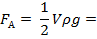 F_A = 1/2 Vρg =